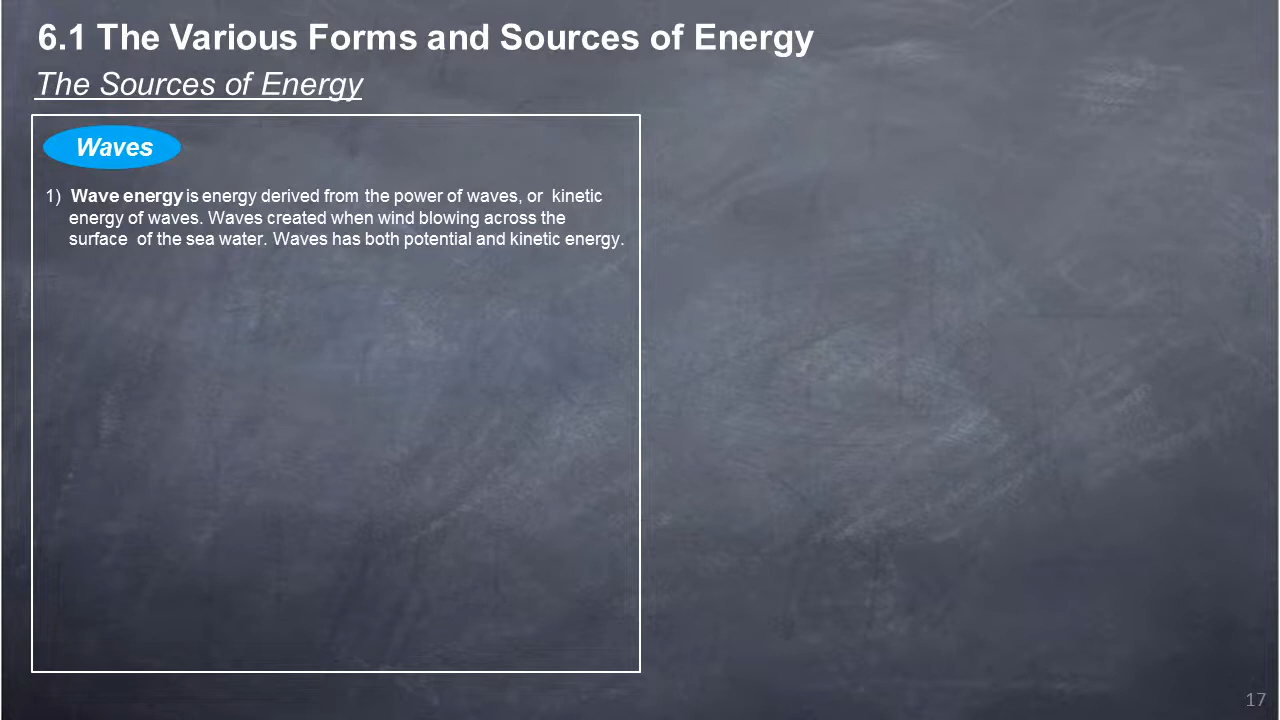 6.1 The Various Forms and Sources of Energy
The Sources of Energy
Waves
1) Wave energy is energy derived from the power of waves, or kinetic
energy of waves. Waves created when wind blowing across the
surface of the sea water. Waves has both potential and kinetic energy.
17